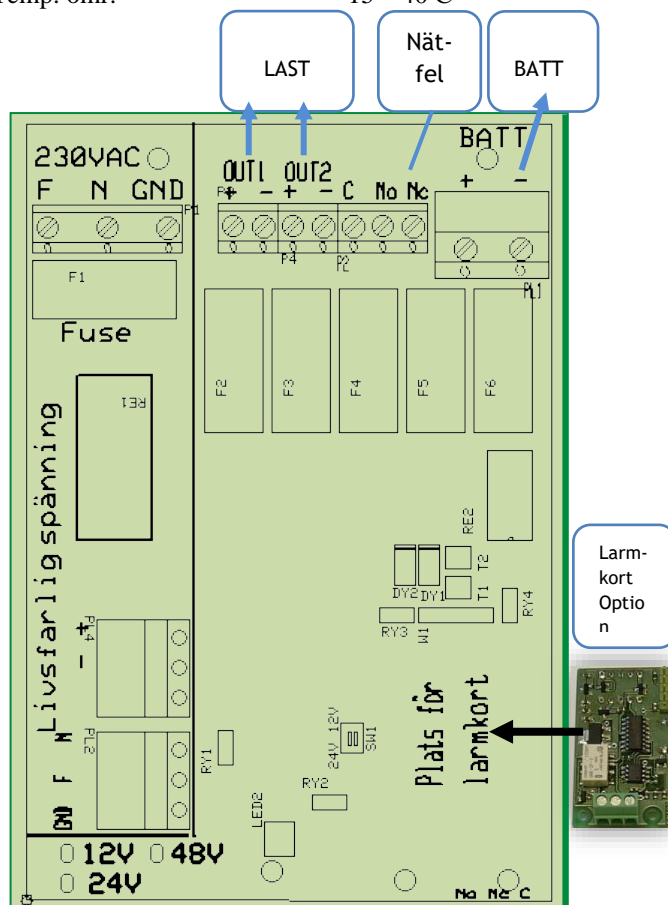 Temp. omr.
LAST
Nät-
fel
BATT
230VAC
F N GND
OUT1 OUT2
+ - + - C No Nc
BATT
+ -
P1
P4
P2
PL1
F1
Fuse
F2
F3
F4
F5
F6
RE1
Livsfarlig spänning
RE2
T2
T1
DY2
DY1
RY3
W1
RY4
Larm-
kort
Optio
n
PL4
+
-
PL2
N
F
GND
RY1
24V 12V
SW1
RY2
LED2
Plats för
larmkort
12V 48V
24V
No Nc C